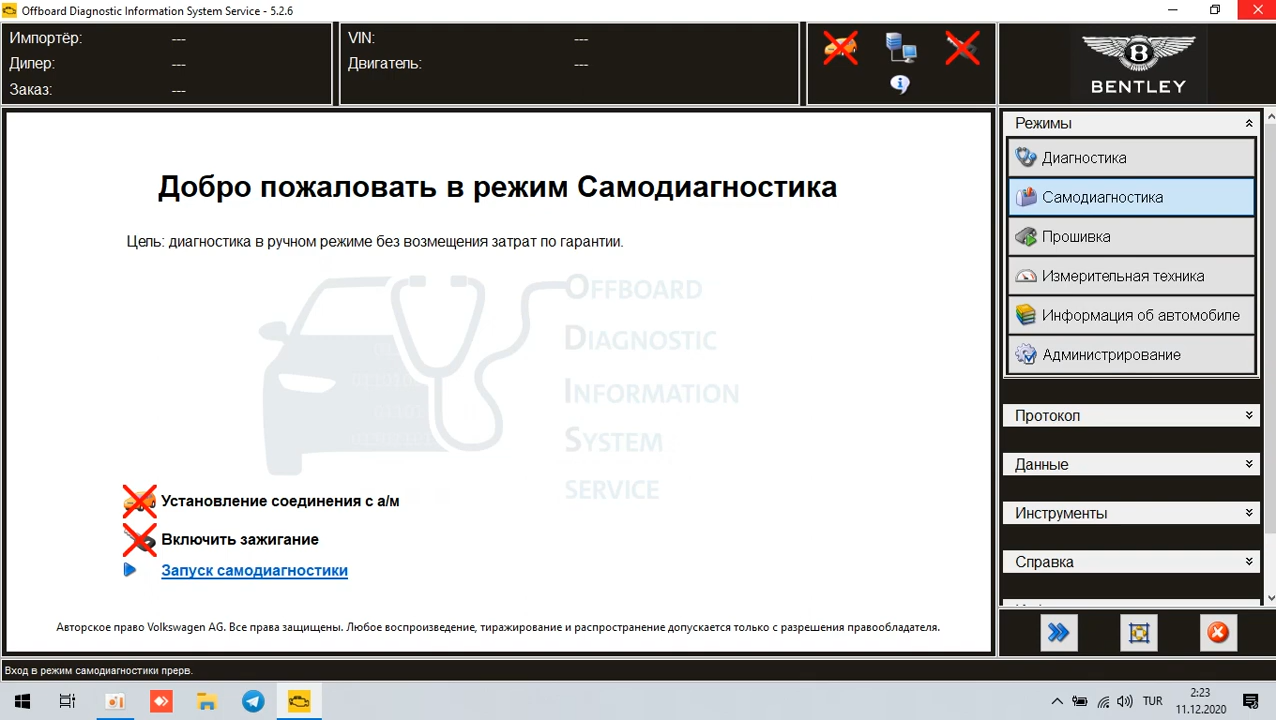 Offboard Diagnostic Information System Service - 5.2.6
Импортёр: ---
Дилер: ---
Заказ: ---
VIN: ---
Двигатель: ---
BENTLEY
Режимы
Диагностика
Самодиагностика
Прошивка
Измерительная техника
Информация об автомобиле
Администрирование
Протокол
Данные
Инструменты
Справка
Добро пожаловать в режим Самодиагностика
Цель: диагностика в ручном режиме без возмещения затрат по гарантии.
OFFBOARD
DIAGNOSTIC
INFORMATION
SYSTEM
SERVICE
Установление соединения с а/м
Включить зажигание
Запуск самодиагностики
Авторское право Volkswagen AG. Все права защищены. Любое воспроизведение, тиражирование и распространение допускается только с разрешения правообладателя.
Вход в режим самодиагностики прерв.
TUR
2:23
11.12.2020